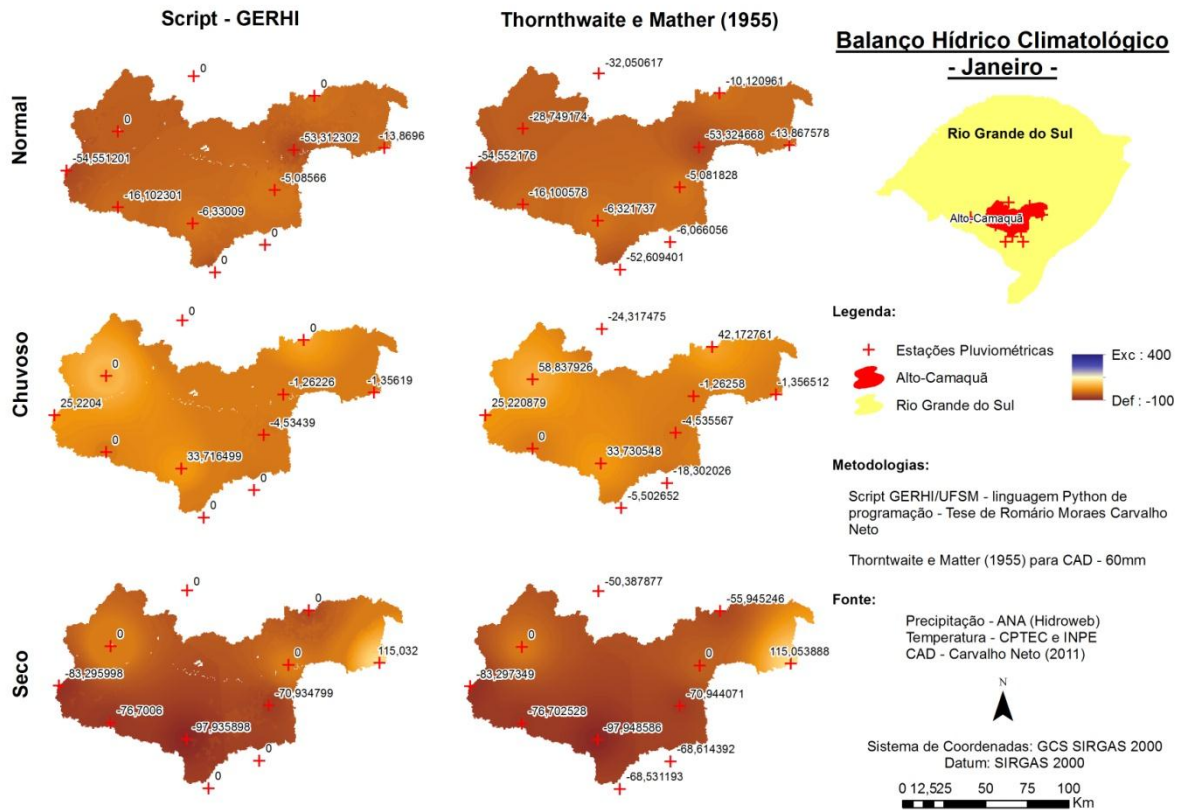 Script - GERHI
Thornthwaite e Mather (1955)
Balanço Hídrico Climatológico
- Janeiro -
Normal
0
0
0
-53,312302
-13,8696
-54,551201
-5,08566
-16,102301
-6,33009
0
0
-32,050617
-10,120961
-28,749174
-53,324668
-13,867578
-54,552176
-5,081828
-16,100578
-6,321737
-6,066056
-52,609401
Rio Grande do Sul
Alto-Camaquã
Chuvoso
0
0
0
-1,26226
-1,35619
25,2204
-4,53439
0
33,716499
0
0
-24,317475
42,172761
58,837926
-1,26258
-1,356512
25,220879
-4,535567
0
33,730548
-18,302026
-5,502652
Legenda:
Estações Pluviométricas
Alto-Camaquã
Rio Grande do Sul
Exc : 400
Def : -100
Metodologias:
Script GERHI/UFSM - linguagem Python de
programação - Tese de Romário Moraes Carvalho
Neto
Thorntwaite e Matter (1955) para CAD - 60mm
Seco
0
0
0
0
115,032
-83,295998
-70,934799
-76,7006
-97,935898
0
0
-50,387877
-55,945246
0
0
115,053888
-83,297349
-70,944071
-76,702528
-97,948586
-68,614392
-68,531193
Fonte:
Precipitação - ANA (Hidroweb)
Temperatura - CPTEC e INPE
CAD - Carvalho Neto (2011)
N
Sistema de Coordenadas: GCS SIRGAS 2000
Datum: SIRGAS 2000
0 12,525 50 75 100
Km